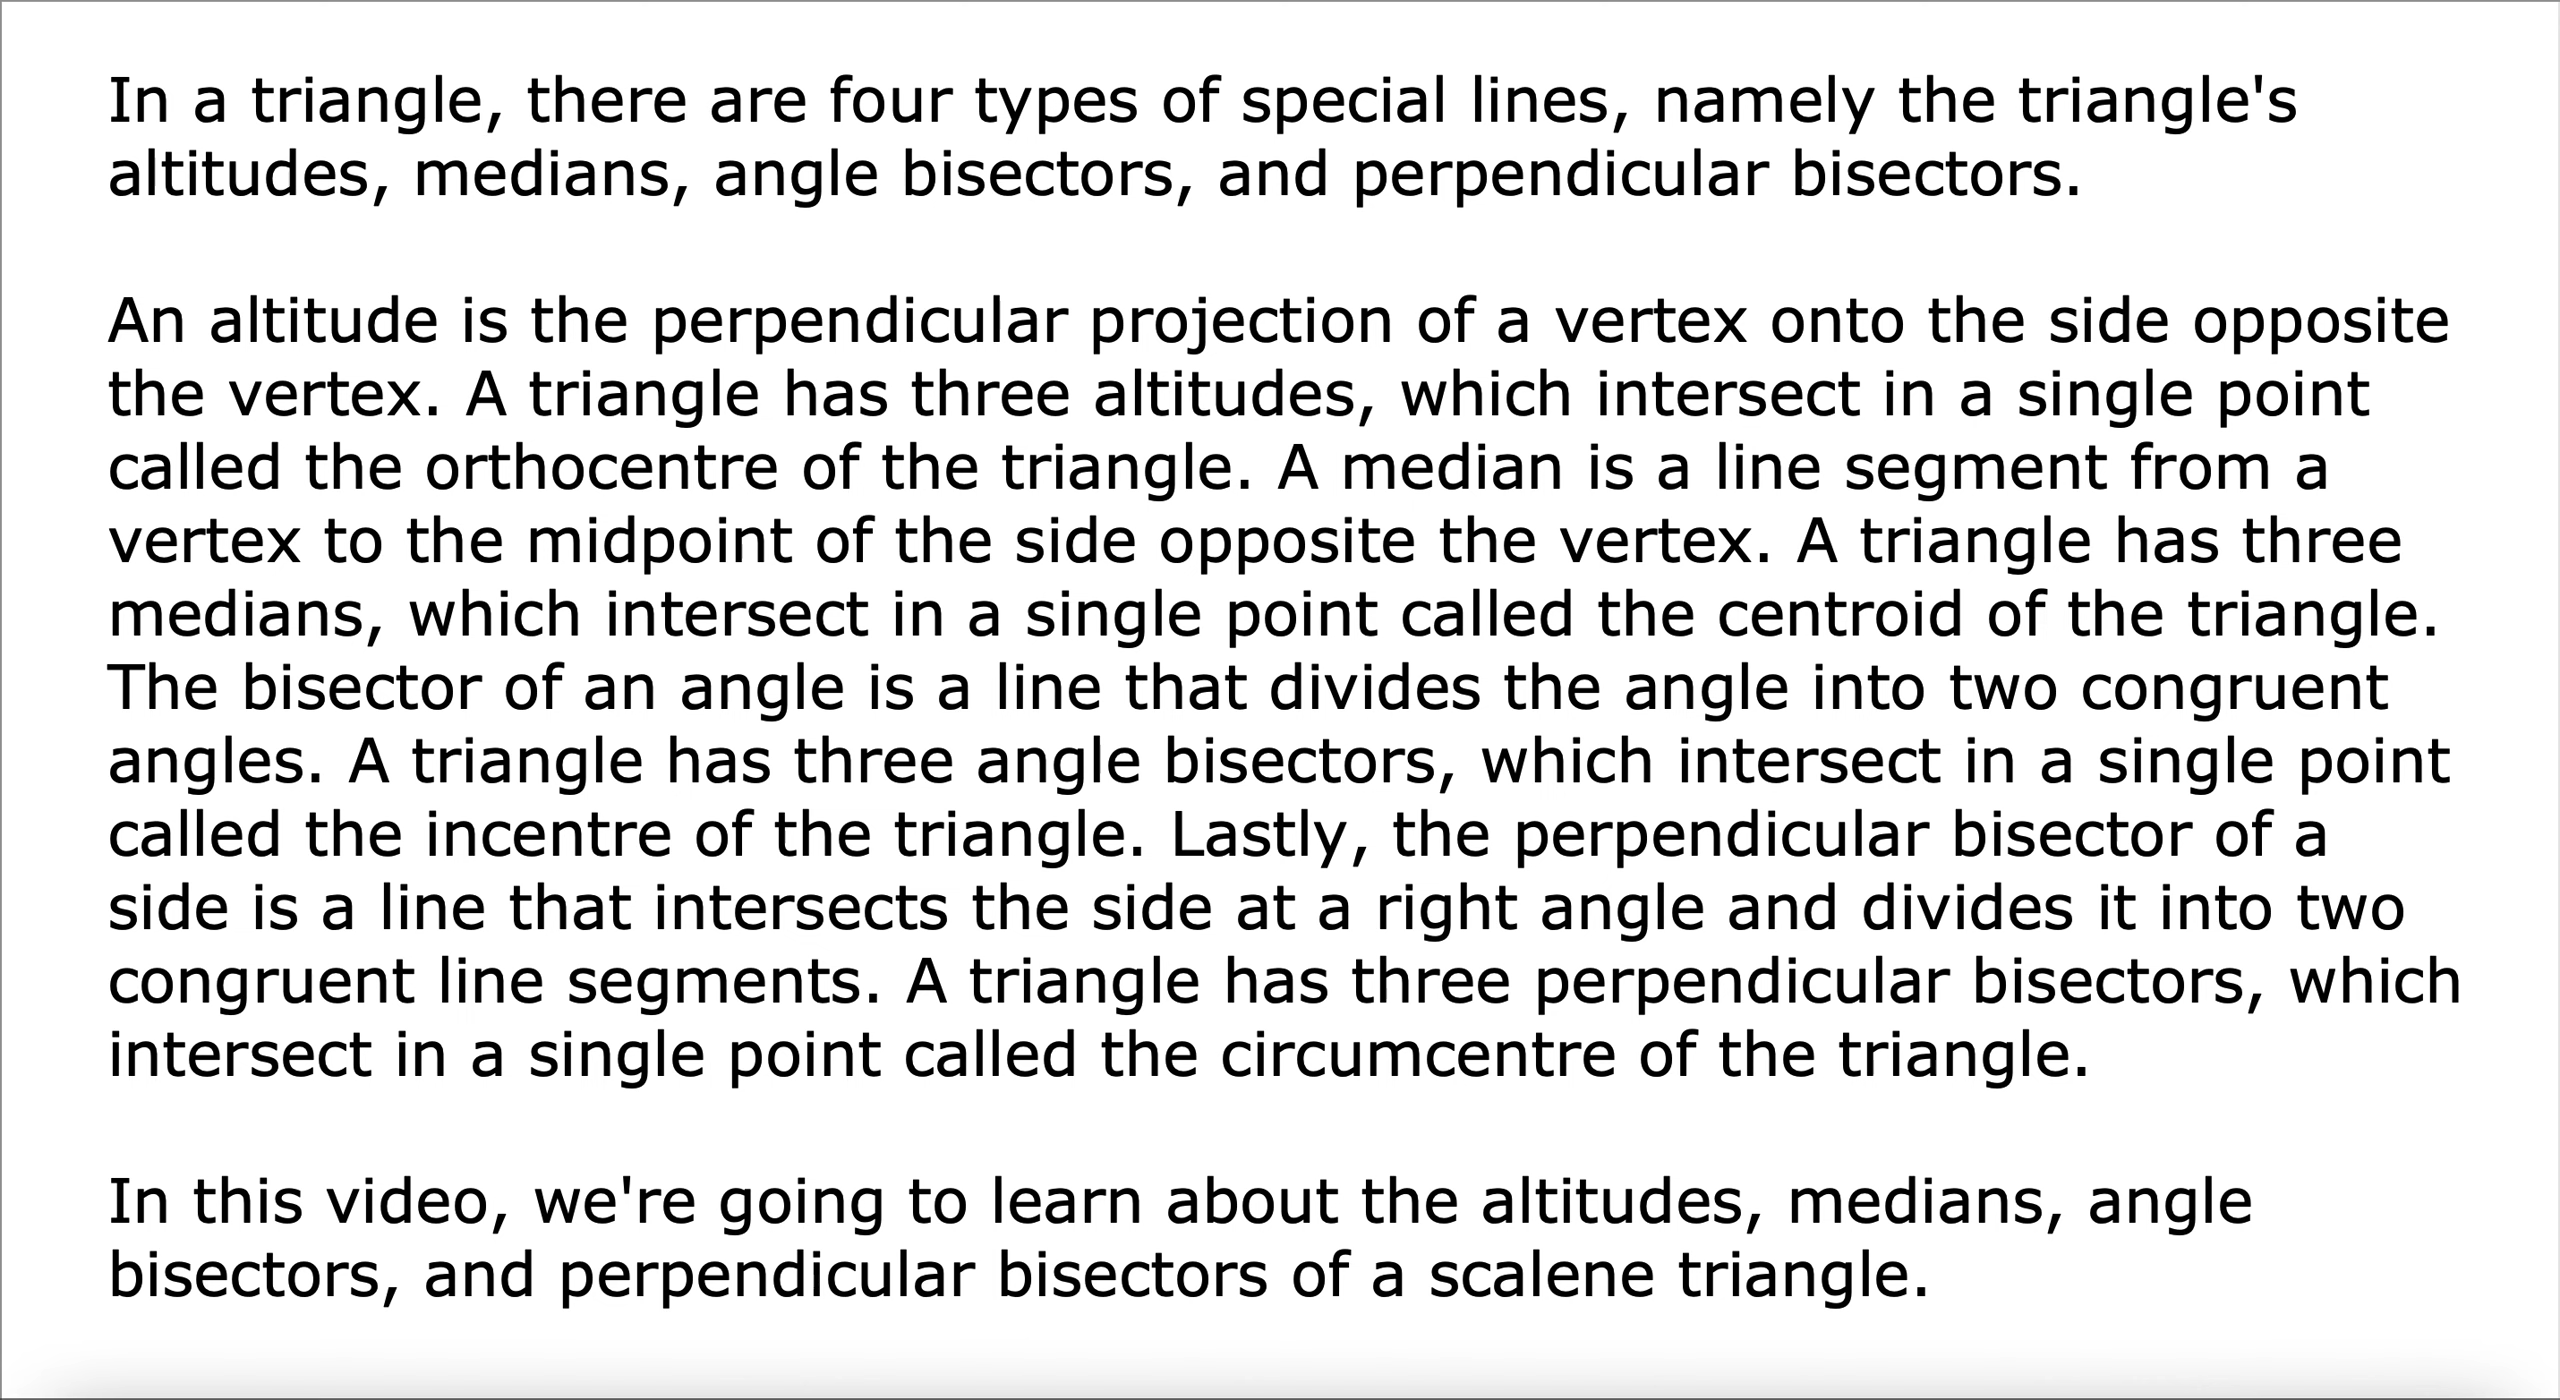 In a triangle, there are four types of special lines, namely the triangle's
altitudes, medians, angle bisectors, and perpendicular bisectors.
An altitude is the perpendicular projection of a vertex onto the side opposite
the vertex. A triangle has three altitudes, which intersect in a single point
called the orthocentre of the triangle. A median is a line segment from a
vertex to the midpoint of the side opposite the vertex. A triangle has three
medians, which intersect in a single point called the centroid of the triangle.
The bisector of an angle is a line that divides the angle into two congruent
angles. A triangle has three angle bisectors, which intersect in a single point
called the incentre of the triangle. Lastly, the perpendicular bisector of a
side is a line that intersects the side at a right angle and divides it into two
congruent line segments. A triangle has three perpendicular bisectors, which
intersect in a single point called the circumcentre of the triangle.
In this video, we're going to learn about the altitudes, medians, angle
bisectors, and perpendicular bisectors of a scalene triangle.